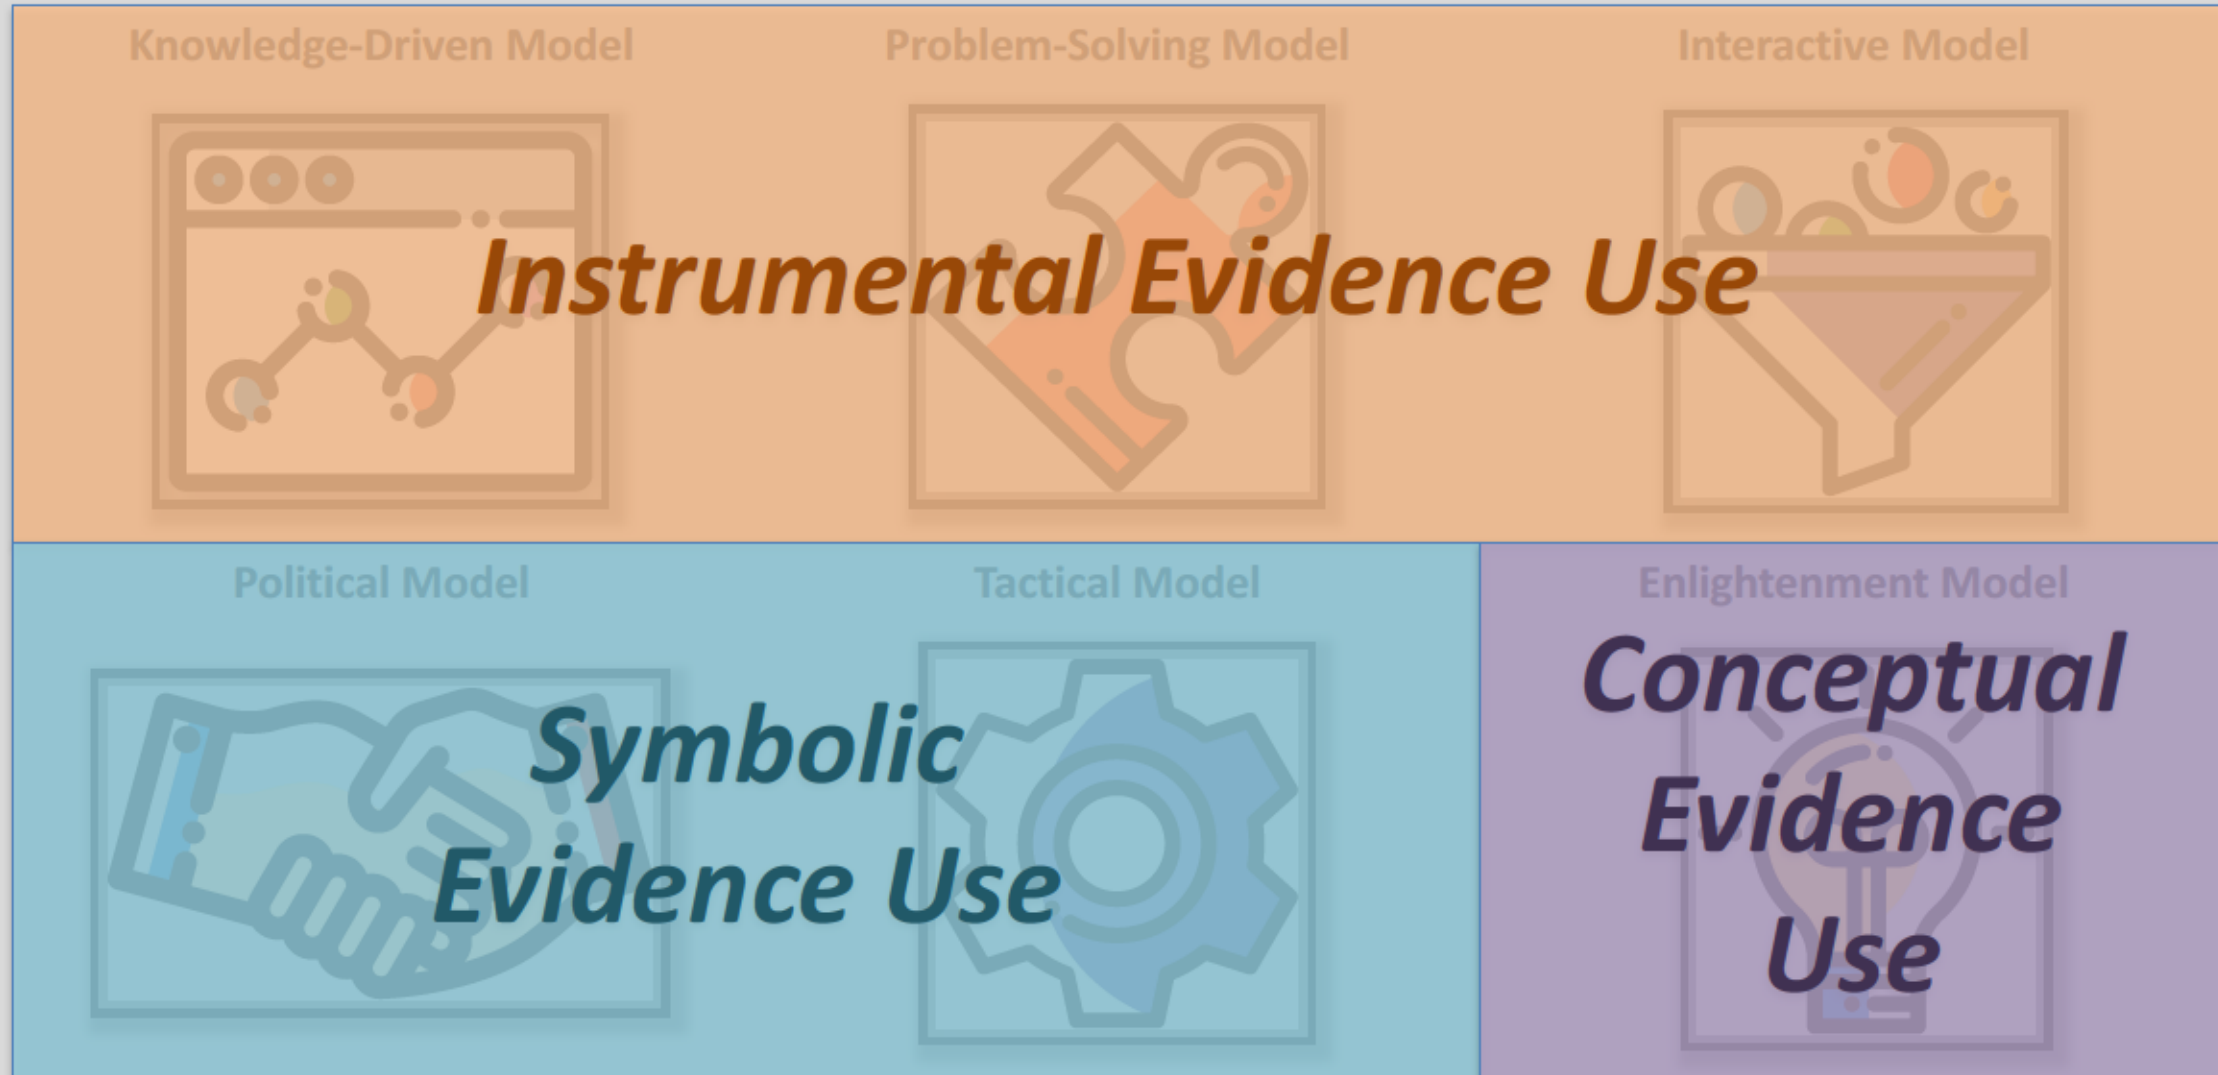 Knowledge-Driven Model
Problem-Solving Model
Interactive Model
Instrumental Evidence Use
Political Model
Tactical Model
Symbolic
Evidence Use
Enlightenment Model
Conceptual
Evidence
Use